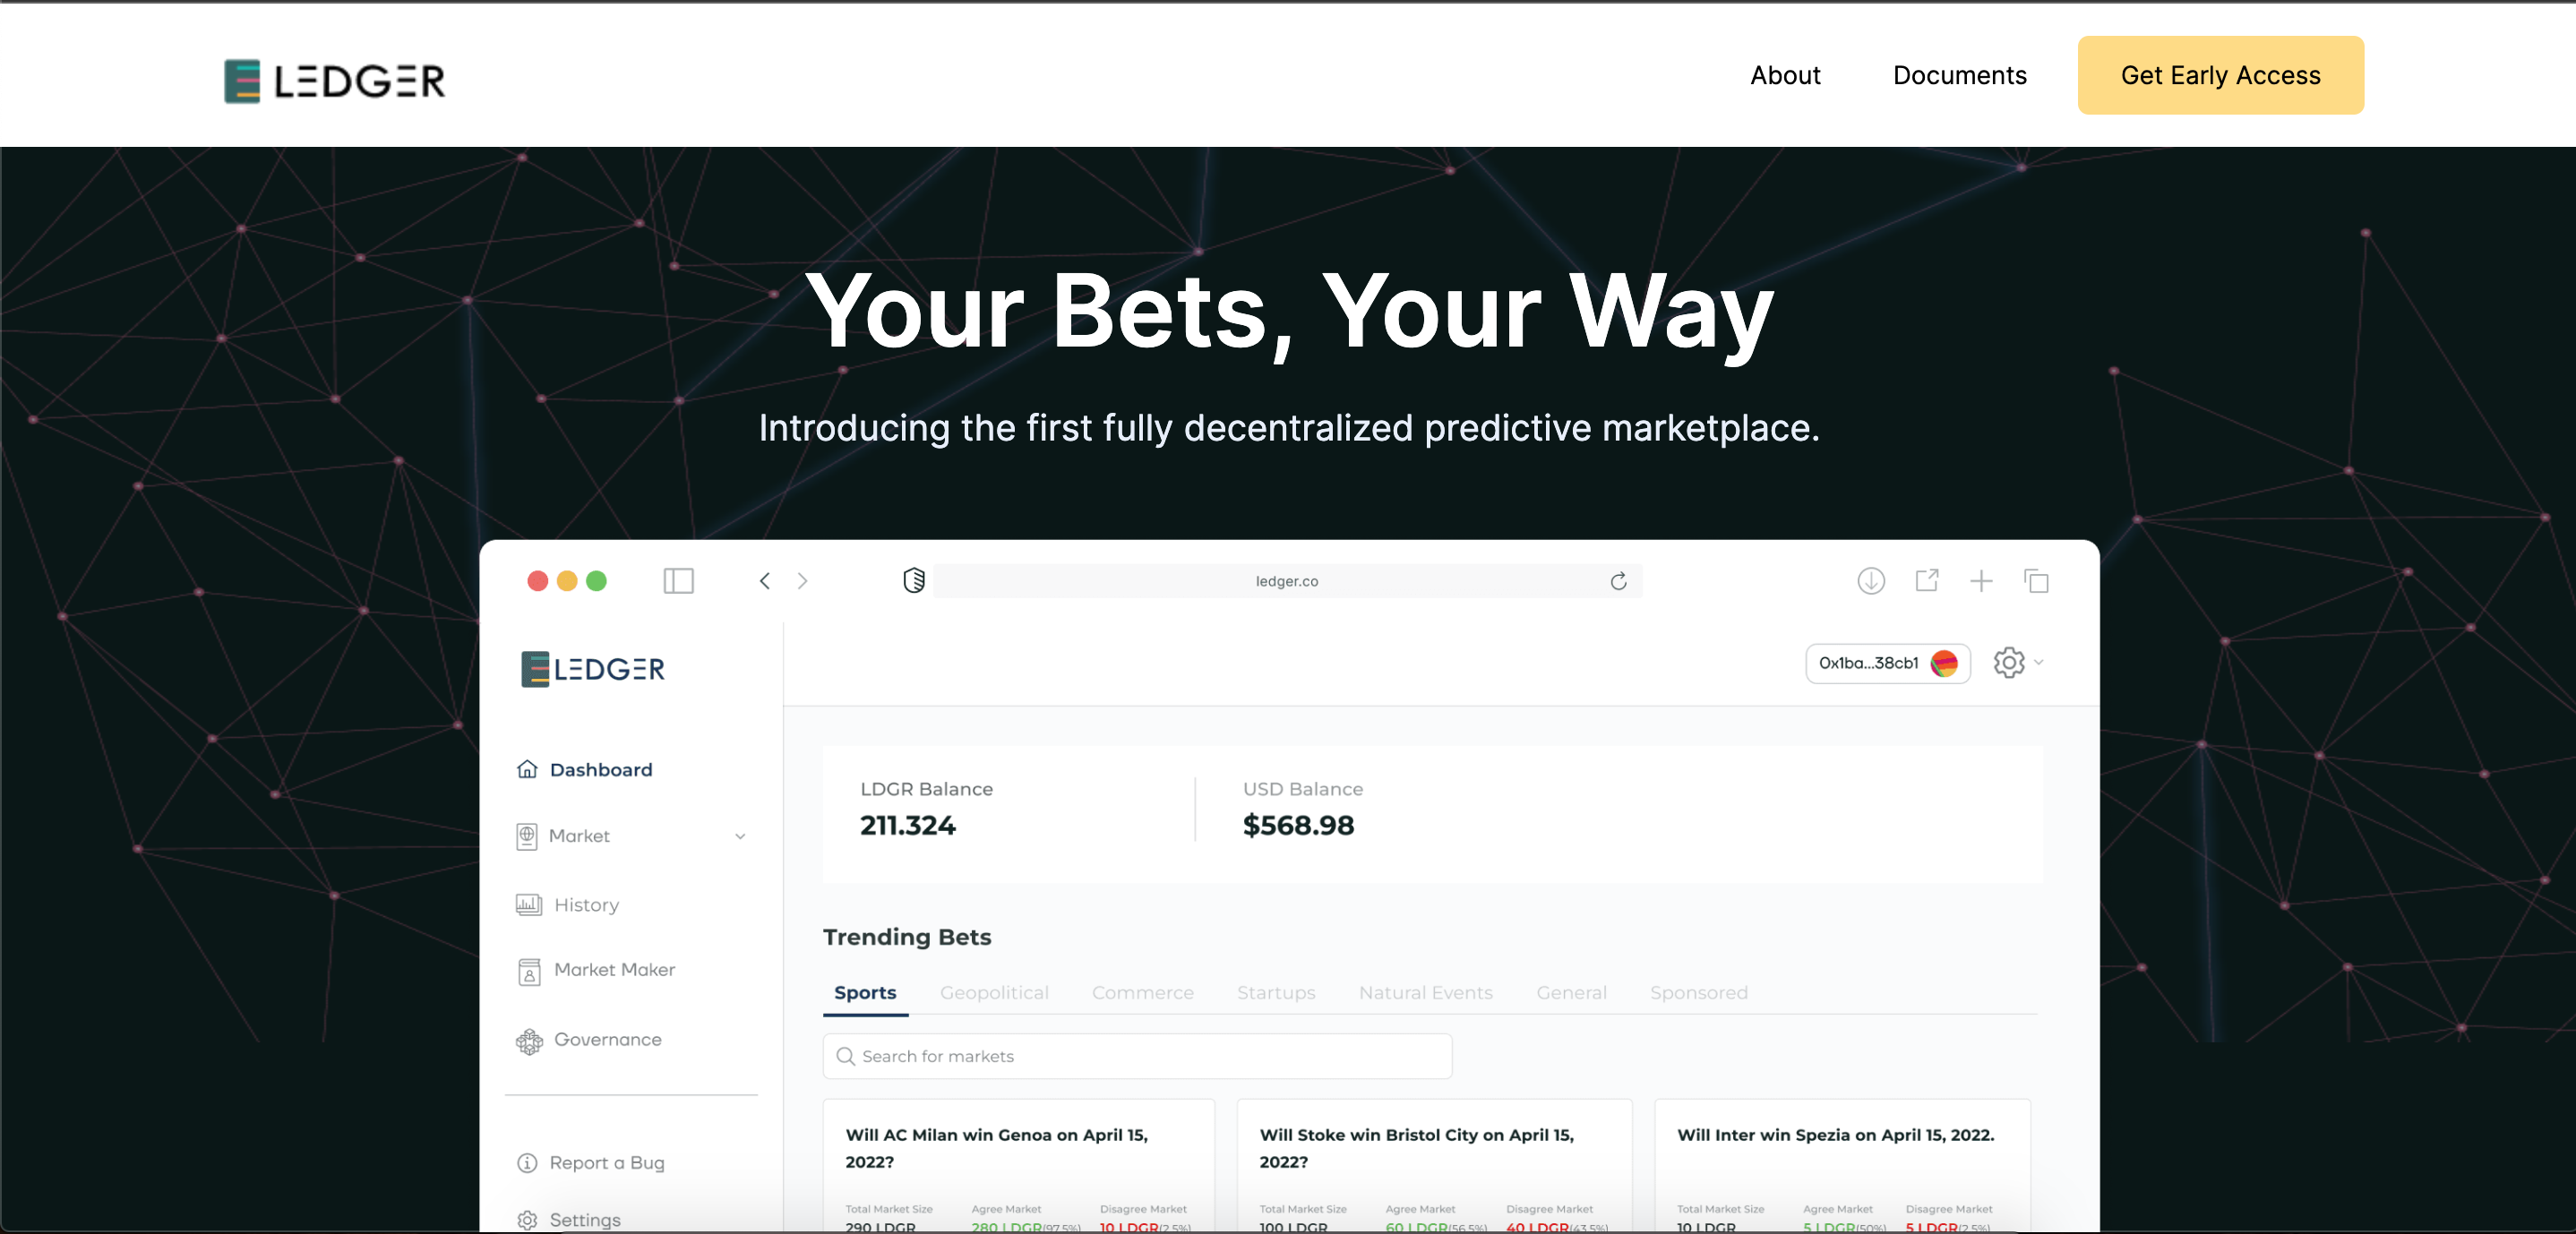 LEDGER
About Documents Get Early Access
Your Bets, Your Way
Introducing the first fully decentralized predictive marketplace.
ledger.co
LEDGER
0x1ba...38cb1
Dashboard
Market
History
Market Maker
Governance
Report a Bug
Settings
LDGR Balance USD Balance
211.324 $568.98
Trending Bets
Sports Geopolitical Commerce Startups Natural Events General Sponsored
Search for markets
Will AC Milan win Genoa on April 15,
2022?
Total Market Size Agree Market Disagree Market
290 LDGR 280 LDGR(97.5%) 10 LDGR(2.5%)
Will Stoke win Bristol City on April 15,
2022?
Total Market Size Agree Market Disagree Market
100 LDGR 60 LDGR(56.5%) 40 LDGR(43.5%)
Will Inter win Spezia on April 15, 2022.
Total Market Size Agree Market Disagree Market
10 LDGR 5 LDGR(50%) 5 LDGR(2.5%)